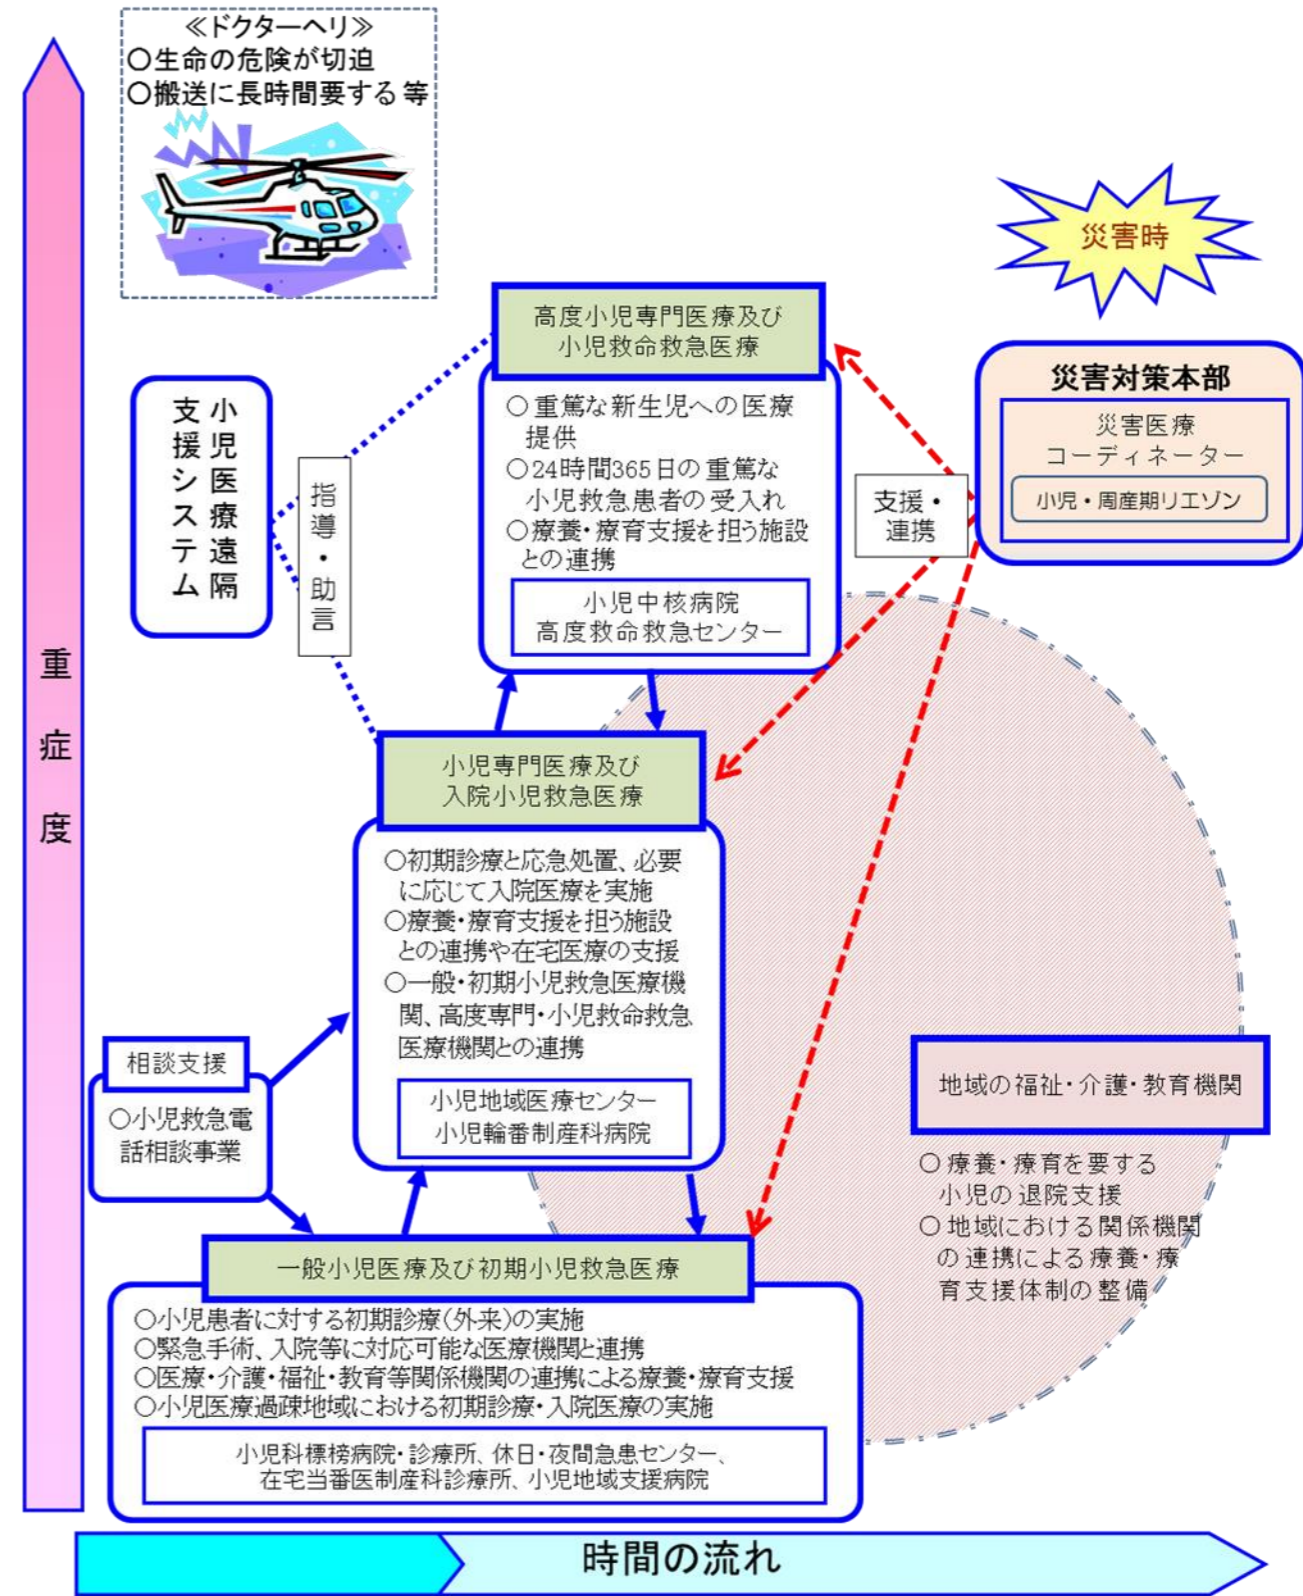 ≪ドクターヘリ≫
○生命の危険が切迫
○搬送に長時間要する等
災害時
高度小児専門医療及び
小児救命救急医療
○重篤な新生児への医療
提供
○24時間365日の重篤な
小児救急患者の受入れ
○療養・療育支援を担う施設
との連携
小児中核病院
高度救命救急センター
災害対策本部
災害医療
コーディネーター
小児・周産期リエゾン
支援・
連携
小児医療遠隔
支援システム
指導・助言
重症度
小児専門医療及び
入院小児救急医療
○初期診療と応急処置、必要
に応じて入院医療を実施
○療養・療育支援を担う施設
との連携や在宅医療の支援
○一般・初期小児救急医療機
関、高度専門・小児救命救急
医療機関との連携
小児地域医療センター
小児輪番制産科病院
相談支援
○小児救急電
話相談事業
地域の福祉・介護・教育機関
○療養・療育を要する
小児の退院支援
○地域における関係機関
の連携による療養・療
育支援体制の整備
一般小児医療及び初期小児救急医療
○小児患者に対する初期診療（外来）の実施
○緊急手術、入院等に対応可能な医療機関と連携
○医療・介護・福祉・教育等関係機関の連携による療養・療育支援
○小児医療過疎地域における初期診療・入院医療の実施
小児科標榜病院・診療所、休日・夜間急患センター、
在宅当番医制産科診療所、小児地域支援病院
時間の流れ